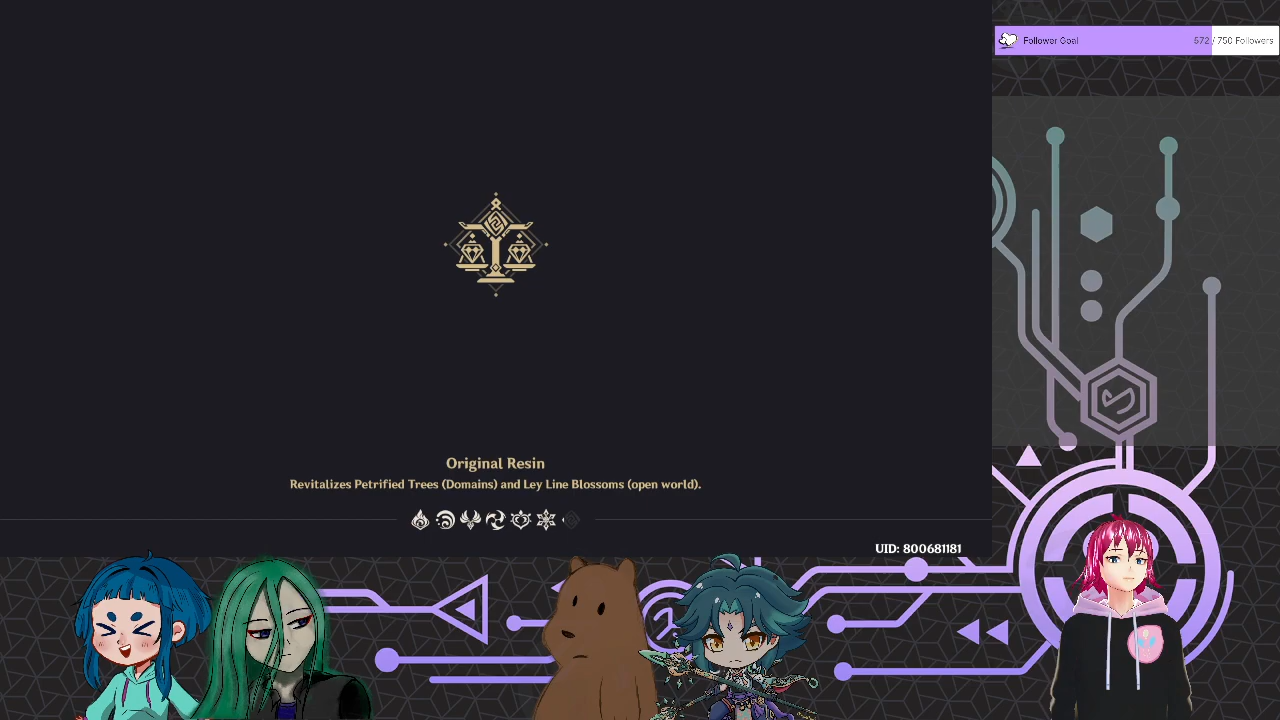 Follower Goal
572 / 750 Followers
Original Resin
Revitalizes Petrified Trees (Domains) and Ley Line Blossoms (open world).
UID: 800681181